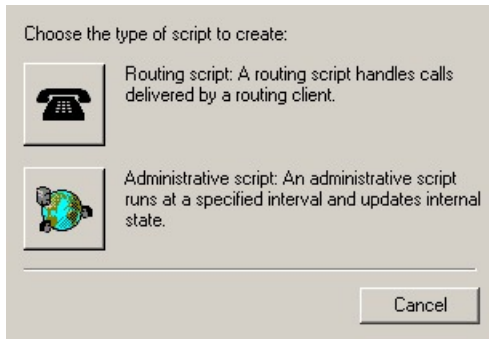 Choose the type of script to create:
Routing script: A routing script handles calls
delivered by a routing client.
Administrative script: An administrative script
runs at a specified interval and updates internal
state.
Cancel